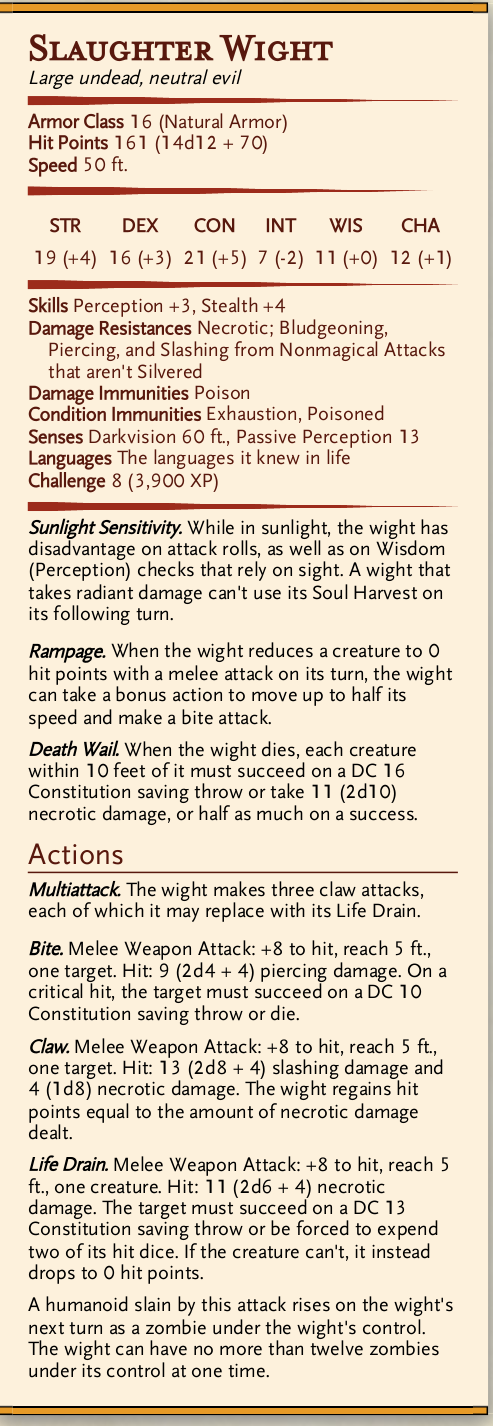 Slaughter Wight
Large undead, neutral evil
Armor Class 16 (Natural Armor)
Hit Points 161 (14d12 + 70)
Speed 50 ft.
STR DEX CON INT WIS CHA
19 (+4) 16 (+3) 21 (+5) 7 (-2) 11 (+0) 12 (+1)
Skills Perception +3, Stealth +4
Damage Resistances Necrotic; Bludgeoning,
Piercing, and Slashing from Nonmagical Attacks
that aren't Silvered
Damage Immunities Poison
Condition Immunities Exhaustion, Poisoned
Senses Darkvision 60 ft., Passive Perception 13
Languages The languages it knew in life
Challenge 8 (3,900 XP)
Sunlight Sensitivity. While in sunlight, the wight has
disadvantage on attack rolls, as well as on Wisdom
(Perception) checks that rely on sight. A wight that
takes radiant damage can't use its Soul Harvest on
its following turn.
Rampage. When the wight reduces a creature to 0
hit points with a melee attack on its turn, the wight
can take a bonus action to move up to half its
speed and make a bite attack.
Death Wail. When the wight dies, each creature
within 10 feet of it must succeed on a DC 16
Constitution saving throw or take 11 (2d10)
necrotic damage, or half as much on a success.
Actions
Multiattack. The wight makes three claw attacks,
each of which it may replace with its Life Drain.
Bite. Melee Weapon Attack: +8 to hit, reach 5 ft.,
one target. Hit: 9 (2d4 + 4) piercing damage. On a
critical hit, the target must succeed on a DC 10
Constitution saving throw or die.
Claw. Melee Weapon Attack: +8 to hit, reach 5 ft.,
one target. Hit: 13 (2d8 + 4) slashing damage and
4 (1d8) necrotic damage. The wight regains hit
points equal to the amount of necrotic damage
dealt.
Life Drain. Melee Weapon Attack: +8 to hit, reach 5
ft., one creature. Hit: 11 (2d6 + 4) necrotic
damage. The target must succeed on a DC 13
Constitution saving throw or be forced to expend
two of its hit dice. If the creature can't, it instead
drops to 0 hit points.
A humanoid slain by this attack rises on the wight's
next turn as a zombie under the wight's control.
The wight can have no more than twelve zombies
under its control at one time.